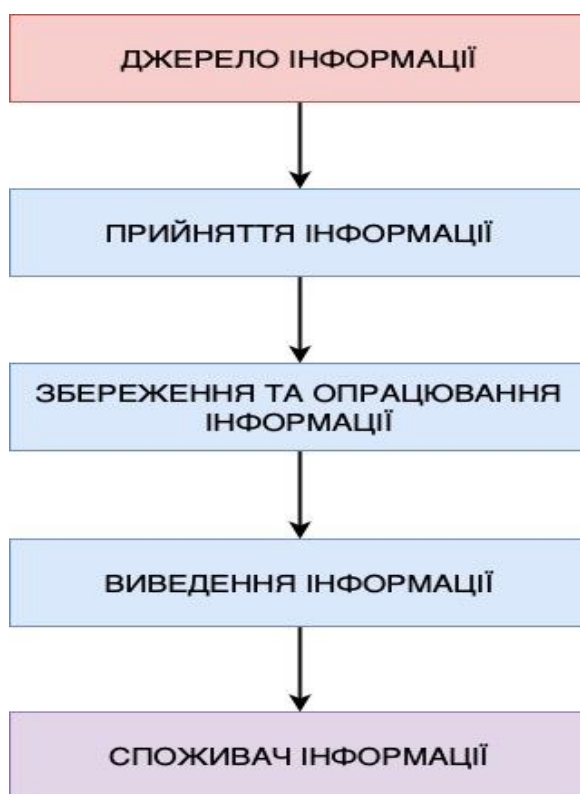 ДЖЕРЕЛО ІНФОРМАЦІЇ
ПРИЙНЯТТЯ ІНФОРМАЦІЇ
ЗБЕРЕЖЕННЯ ТА ОПРАЦЮВАННЯ
ІНФОРМАЦІЇ
ВИВЕДЕННЯ ІНФОРМАЦІЇ
СПОЖИВАЧ ІНФОРМАЦІЇ